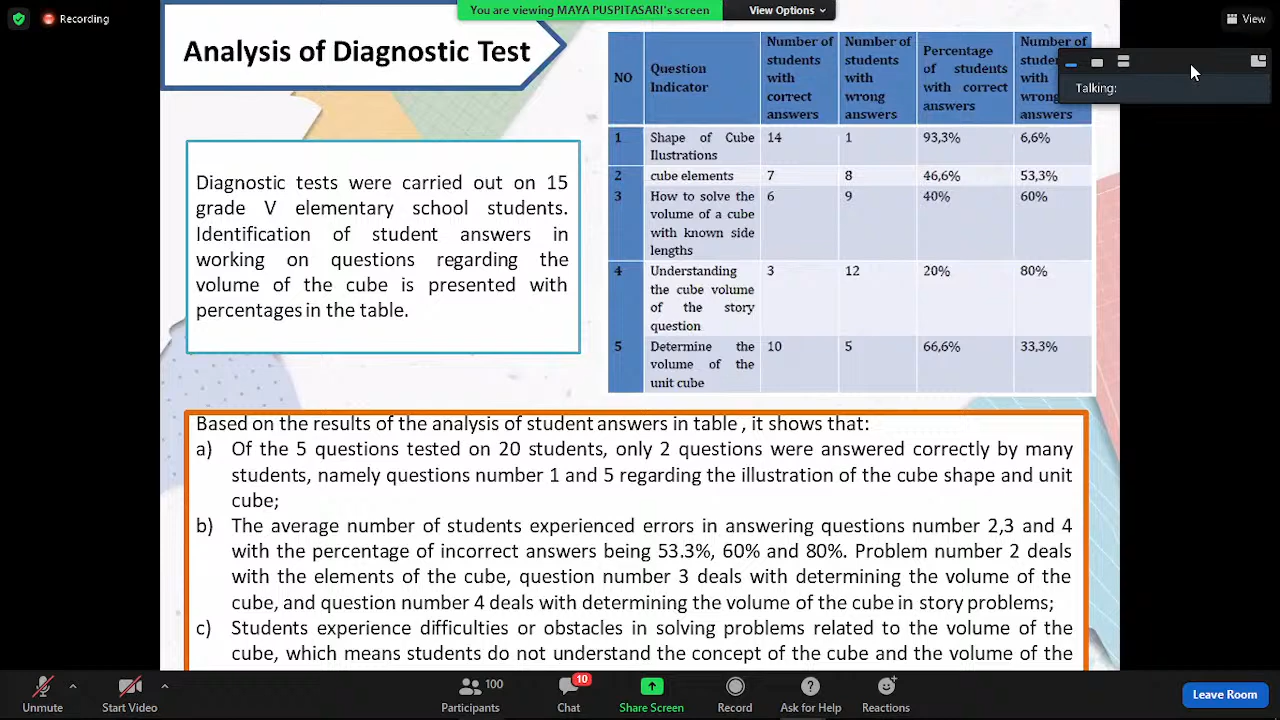 You are viewing MAYA PUSPITASARI's screen
View Options
Recording
View
Analysis of Diagnostic Test
Diagnostic tests were carried out on 15
grade V elementary school students.
Identification of student answers in
working on questions regarding the
volume of the cube is presented with
percentages in the table.
NO
Question
Indicator
Number of
students
with
correct
answers
Number of
students
with
wrong
answers
Percentage
of students
with correct
answers
Number of
with
wrong
answers
Talking:
1
Shape of Cube
Ilustrations
14
1
93,3%
6,6%
2
cube elements
7
8
46,6%
53,3%
3
How to solve the
volume of a cube
with known side
lengths
6
9
40%
60%
4
Understanding
the cube volume
of the story
question
3
12
20%
80%
5
Determine the
volume of the
unit cube
10
5
66,6%
33,3%
Based on the results of the analysis of student answers in table , it shows that:
a) Of the 5 questions tested on 20 students, only 2 questions were answered correctly by many
students, namely questions number 1 and 5 regarding the illustration of the cube shape and unit
cube;
b) The average number of students experienced errors in answering questions number 2,3 and 4
with the percentage of incorrect answers being 53.3%, 60% and 80%. Problem number 2 deals
with the elements of the cube, question number 3 deals with determining the volume of the
cube, and question number 4 deals with determining the volume of the cube in story problems;
c) Students experience difficulties or obstacles in solving problems related to the volume of the
cube, which means students do not understand the concept of the cube and the volume of the
Unmute
Start Video
100
Participants
10
Chat
Share Screen
Record
Ask for Help
Reactions
Leave Room